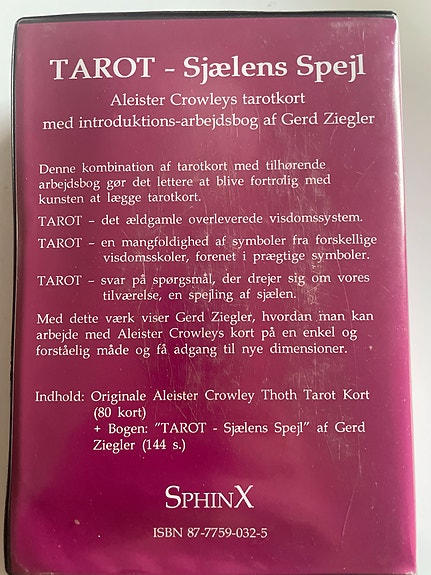 TAROT - Sjælens Spejl
Aleister Crowleys tarotkort
med introduktions-arbejdsbog af Gerd Ziegler
Denne kombination af tarotkort med tilhørende
arbejdsbog gør det lettere at blive fortrolig med
kunsten at lægge tarotkort.
TAROT – det ældgamle overleverede visdomssystem.
TAROT – en mangfoldighed af symboler fra forskellige
visdomsskoler, forenet i prægtige symboler.
TAROT – svar på spørgsmål, der drejer sig om vores
tilværelse, en spejling af sjælen.
Med dette værk viser Gerd Ziegler, hvordan man kan
arbejde med Aleister Crowleys kort på en enkel og
forståelig måde og få adgang til nye dimensioner.
Indhold: Originale Aleister Crowley Thoth Tarot Kort
(80 kort)
+ Bogen: "TAROT - Sjælens Spejl" af Gerd
Ziegler (144 s.)
SPHINX
ISBN 87-7759-032-5